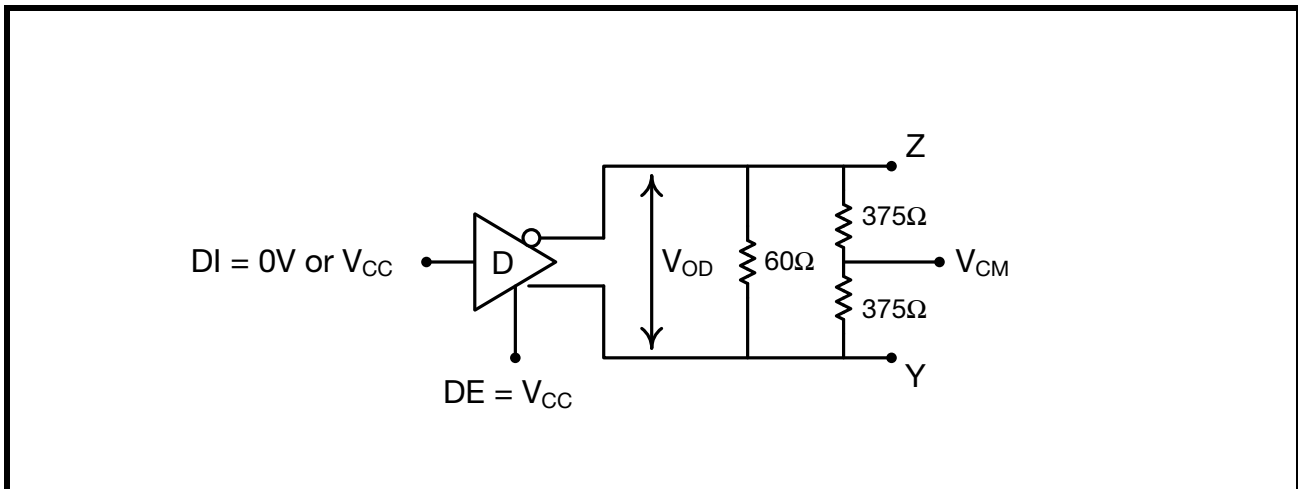 Z
375Ω
DI = 0V or VCC
D
VOD
60Ω
VCM
375Ω
Y
DE = VCC